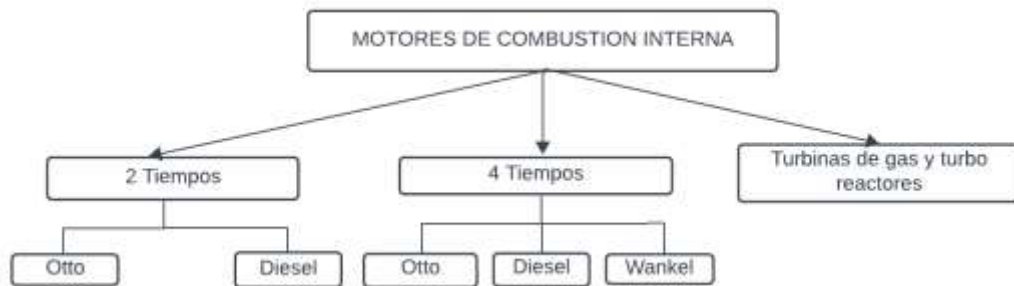 MOTORES DE COMBUSTION INTERNA
2 Tiempos
4 Tiempos
Turbinas de gas y turbo
reactores
Otto
Diesel
Otto
Diesel
Wankel